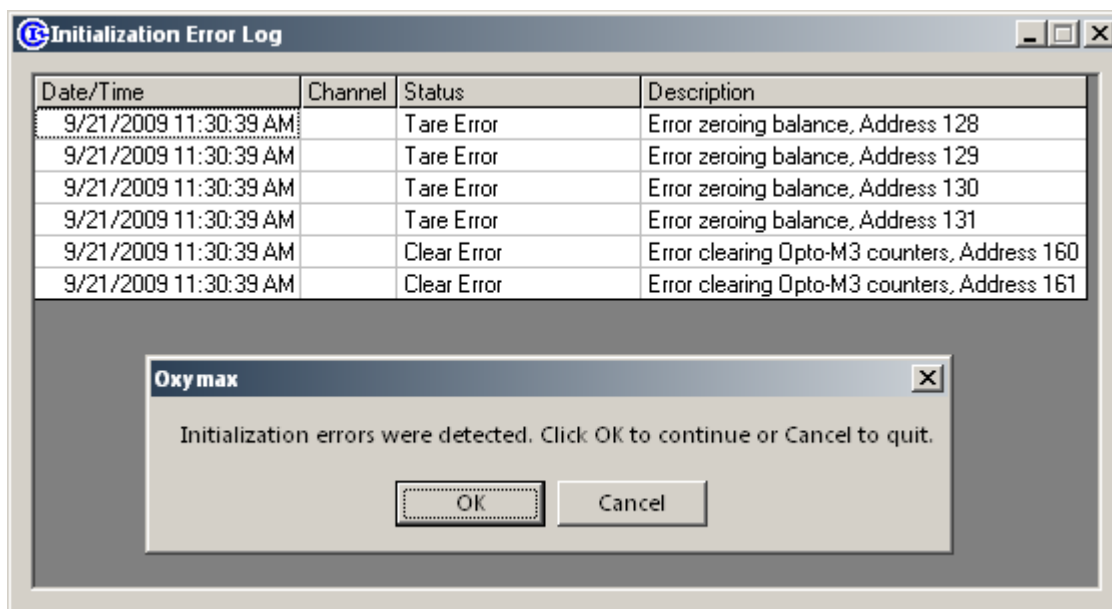 Initialization Error Log
Date/Time Channel Status Description
9/21/2009 11:30:39 AM Tare Error Error zeroing balance, Address 128
9/21/2009 11:30:39 AM Tare Error Error zeroing balance, Address 129
9/21/2009 11:30:39 AM Tare Error Error zeroing balance, Address 130
9/21/2009 11:30:39 AM Tare Error Error zeroing balance, Address 131
9/21/2009 11:30:39 AM Clear Error Error clearing Opto-M3 counters, Address 160
9/21/2009 11:30:39 AM Clear Error Error clearing Opto-M3 counters, Address 161
Oxymax
Initialization errors were detected. Click OK to continue or Cancel to quit.
OK Cancel